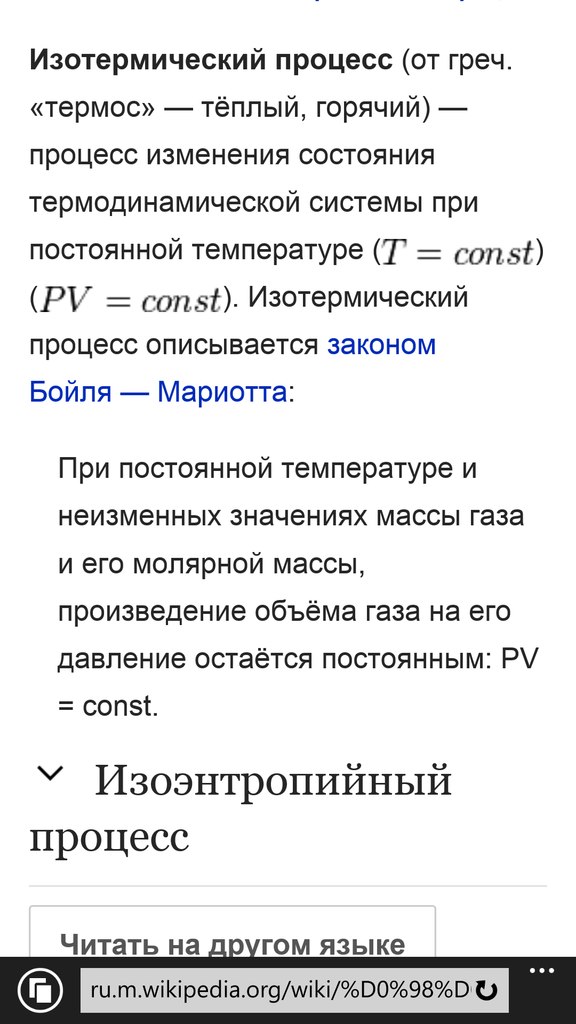 Изотермический процесс (от греч.
«термос» — тёплый, горячий) —
процесс изменения состояния
термодинамической системы при
постоянной температуре (T = const)
(PV = const). Изотермический
процесс описывается законом
Бойля — Мариотта:
При постоянной температуре и
неизменных значениях массы газа
и его молярной массы,
произведение объёма газа на его
давление остаётся постоянным: PV
= const.
Изоэнтропийный
процесс
Читать на другом языке
ru.m.wikipedia.org/wiki/%D0%98%D